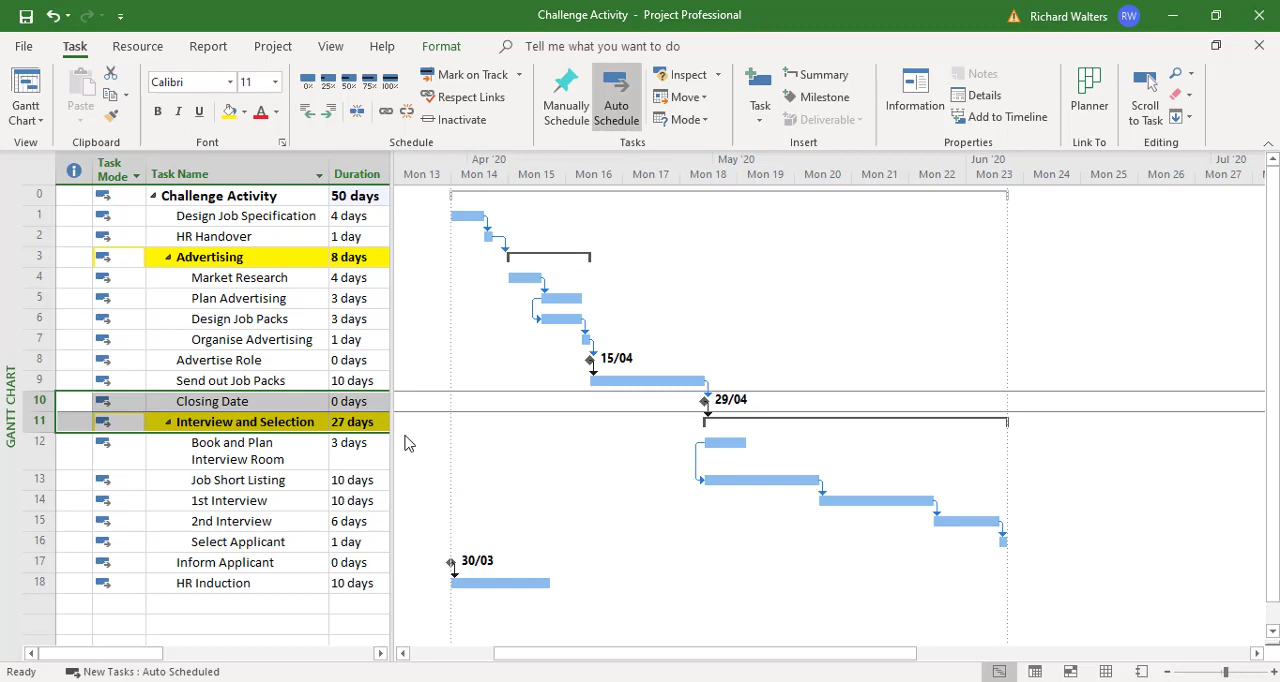 Challenge Activity - Project Professional
Richard Walters RW
File Task Resource Report Project View Help Format Tell me what you want to do
Gantt Chart
View
Paste
Clipboard
Calibri 11
B I U A
Font
0% 25% 50% 75% 100%
Mark on Track
Respect Links
Inactivate
Schedule
Manually Schedule
Auto Schedule
Inspect
Move
Mode
Tasks
Task
Summary
Milestone
Deliverable
Insert
Information
Notes
Details
Add to Timeline
Properties
Planner
Link To
Scroll to Task
Editing
Task Mode Task Name Duration
Apr '20 May '20 Jun '20 Jul '20
Mon 13 Mon 14 Mon 15 Mon 16 Mon 17 Mon 18 Mon 20 Mon 21 Mon 22 Mon 23 Mon 24 Mon 25 Mon 26 Mon 27 Mon 28
GANTT CHART
0 Challenge Activity 50 days
1 Design Job Specification 4 days
2 HR Handover 1 day
3 Advertising 8 days
4 Market Research 4 days
5 Plan Advertising 3 days
6 Design Job Packs 3 days
7 Organise Advertising 1 day
8 Advertise Role 0 days 15/04
9 Send out Job Packs 10 days
10 Closing Date 0 days 29/04
11 Interview and Selection 27 days
12 Book and Plan 3 days
Interview Room
13 Job Short Listing 10 days
14 1st Interview 10 days
15 2nd Interview 6 days
16 Select Applicant 1 day
17 Inform Applicant 0 days 30/03
18 HR Induction 10 days
Ready New Tasks : Auto Scheduled